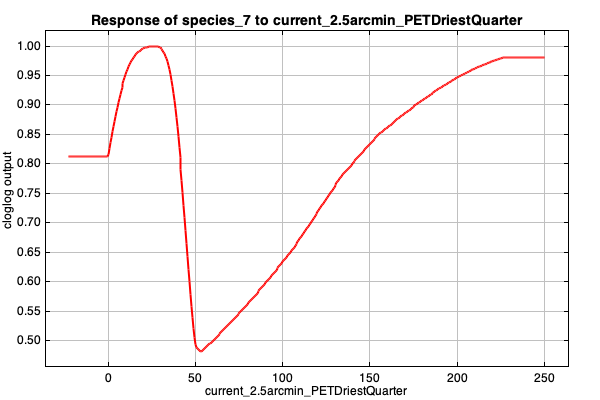 Response of species_7 to current_2.5arcmin_PETDriestQuarter
1.00
0.95
0.90
0.85
0.80
0.75
0.70
0.65
0.60
0.55
0.50
cloglog output
0 50 100 150 200 250
current_2.5arcmin_PETDriestQuarter